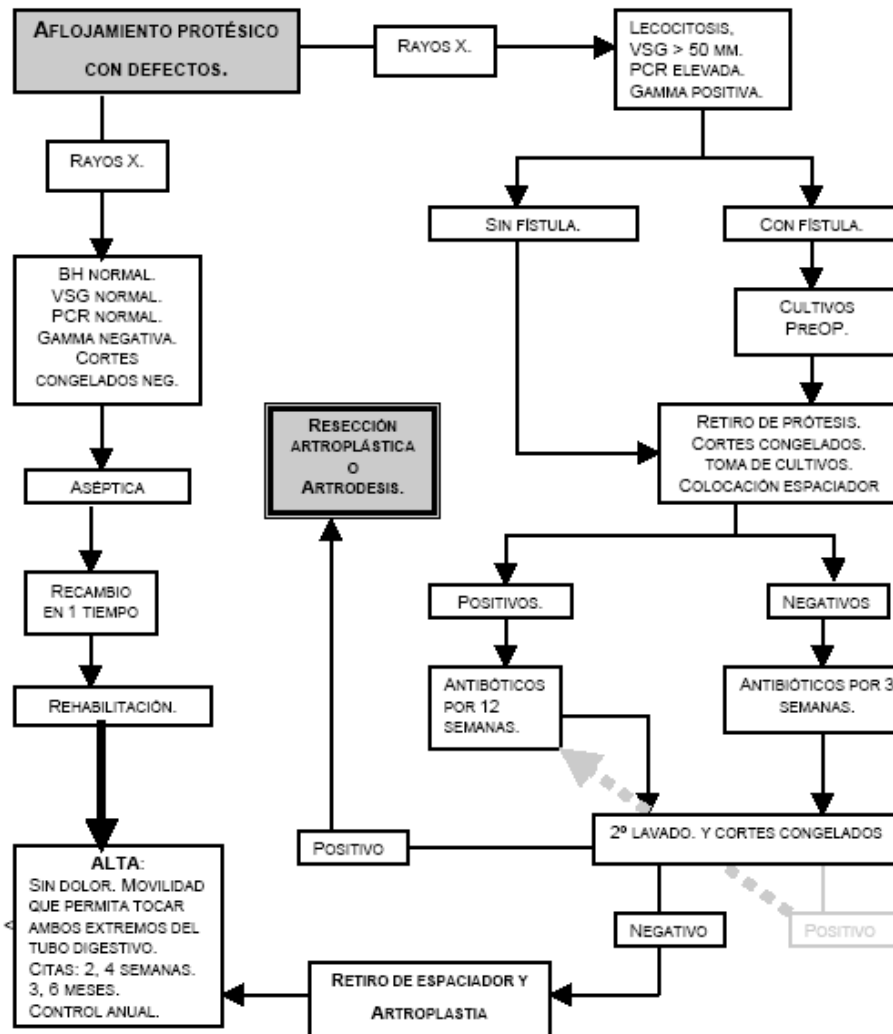 AFLOJAMIENTO PROTÉSICO
CON DEFECTOS.
RAYOS X.
LECOCITOSIS,
VSG > 50 MM.
PCR ELEVADA.
GAMMA POSITIVA.
RAYOS X.
SIN FÍSTULA.
CON FÍSTULA.
BH NORMAL.
VSG NORMAL.
PCR NORMAL.
GAMMA NEGATIVA.
CORTES
CONGELADOS NEG.
CULTIVOS
PREOP.
RESECCIÓN
ARTROPLÁSTICA
O
ARTRODESIS.
RETIRO DE PRÓTESIS.
CORTES CONGELADOS.
TOMA DE CULTIVOS.
COLOCACIÓN ESPACIADOR
ASÉPTICA
RECAMBIO
EN 1 TIEMPO
POSITIVOS.
NEGATIVOS
REHABILITACIÓN.
ANTIBÓTICOS
POR 12
SEMANAS.
ANTIBIÓTICOS POR 3
SEMANAS.
2º LAVADO. Y CORTES CONGELADOS
POSITIVO
ALTA:
SIN DOLOR. MOVILIDAD
QUE PERMITA TOCAR
AMBOS EXTREMOS DEL
TUBO DIGESTIVO.
CITAS: 2, 4 SEMANAS.
3, 6 MESES.
CONTROL ANUAL.
NEGATIVO
POSITIVO
RETIRO DE ESPACIADOR Y
ARTROPLASTIA